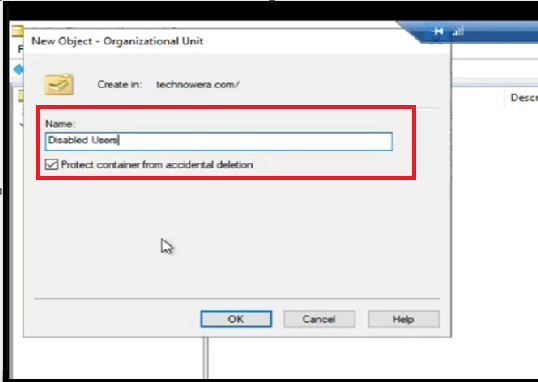 New Object - Organizational Unit
Create in: technowera.com/
Name:
Disabled Users
Protect container from accidental deletion
OK Cancel Help